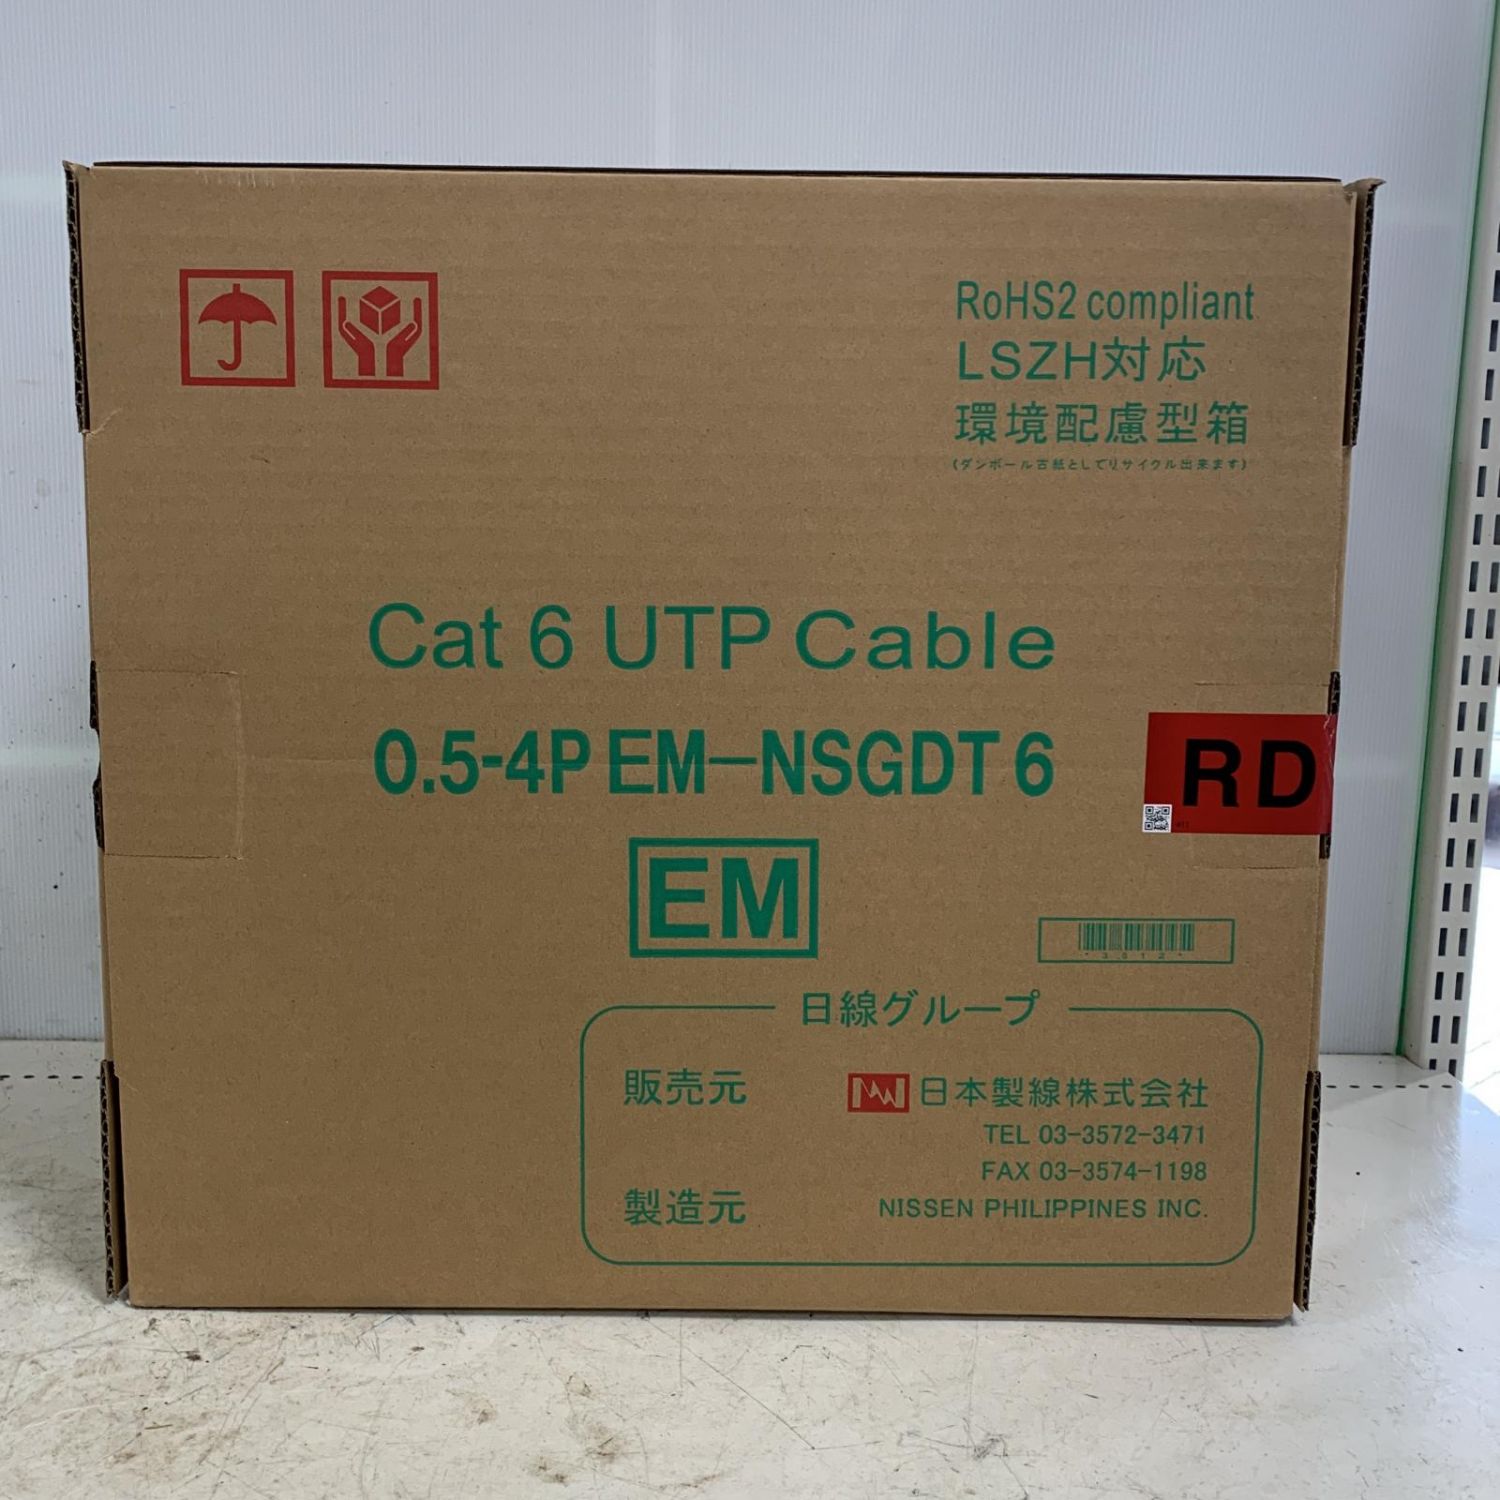 RoHS2 compliant
LSZH対応
環境配慮型箱
(ダンボール古紙としてリサイクル出来ます)
Cat 6 UTP Cable
0.5-4P EM-NSGDT 6
RD
EM
*3612*
日線グループ
販売元 日本製線株式会社
TEL 03-3572-3471
FAX 03-3574-1198
製造元 NISSEN PHILIPPINES INC.